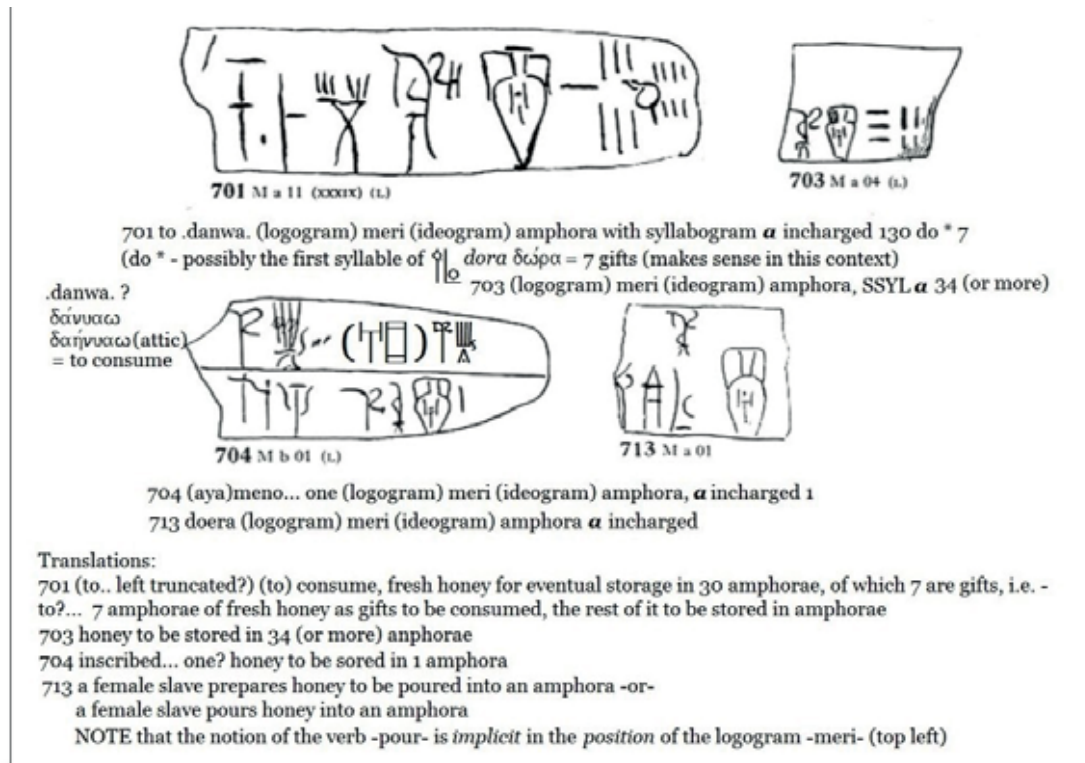 701 M a 11 (XXXIX) (L)
703 M a 04 (L)
701 to .danwa. (logogram) meri (ideogram) amphora with syllabogram a incharged 130 do * 7
(do * - possibly the first syllable of dora δώρα = 7 gifts (makes sense in this context)
703 (logogram) meri (ideogram) amphora, SSYL a 34 (or more)
.danwa. ?
δάνυαω
δαήνυαω(attic)
= to consume
704 M b 01 (L)
713 M a 01
704 (aya)meno... one (logogram) meri (ideogram) amphora, a incharged 1
713 doera (logogram) meri (ideogram) amphora a incharged
Translations:
701 (to.. left truncated?) (to) consume, fresh honey for eventual storage in 30 amphorae, of which 7 are gifts, i.e. -
to?... 7 amphorae of fresh honey as gifts to be consumed, the rest of it to be stored in amphorae
703 honey to be stored in 34 (or more) anphorae
704 inscribed... one? honey to be sored in 1 amphora
713 a female slave prepares honey to be poured into an amphora -or-
a female slave pours honey into an amphora
NOTE that the notion of the verb -pour- is implicit in the position of the logogram -meri- (top left)